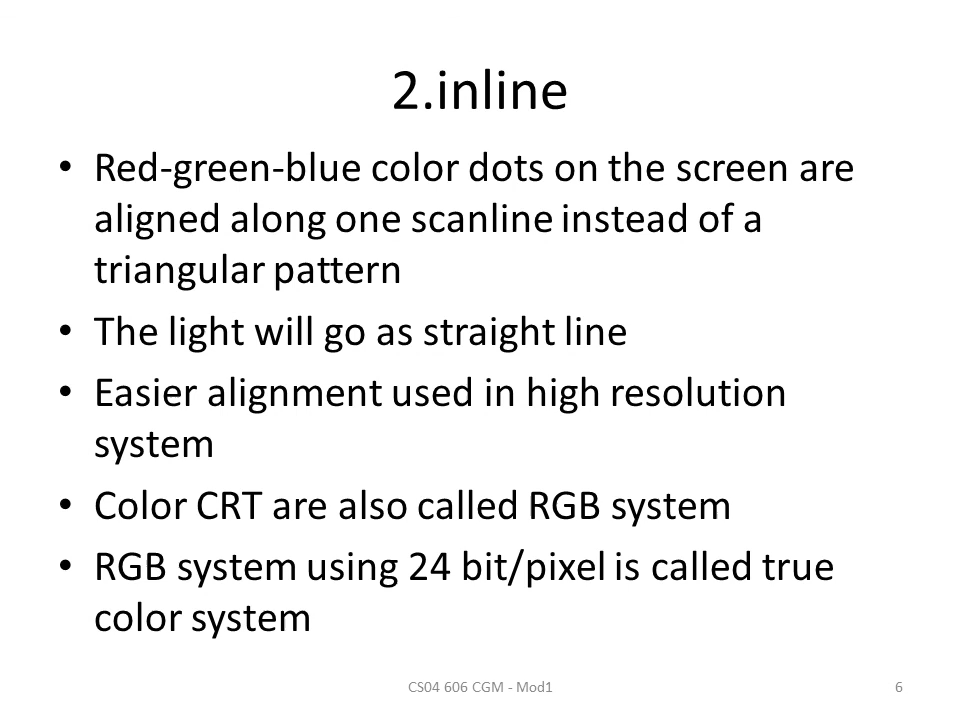 2.inline
• Red-green-blue color dots on the screen are
aligned along one scanline instead of a
triangular pattern
• The light will go as straight line
• Easier alignment used in high resolution
system
• Color CRT are also called RGB system
• RGB system using 24 bit/pixel is called true
color system
CS04 606 CGM - Mod1
6